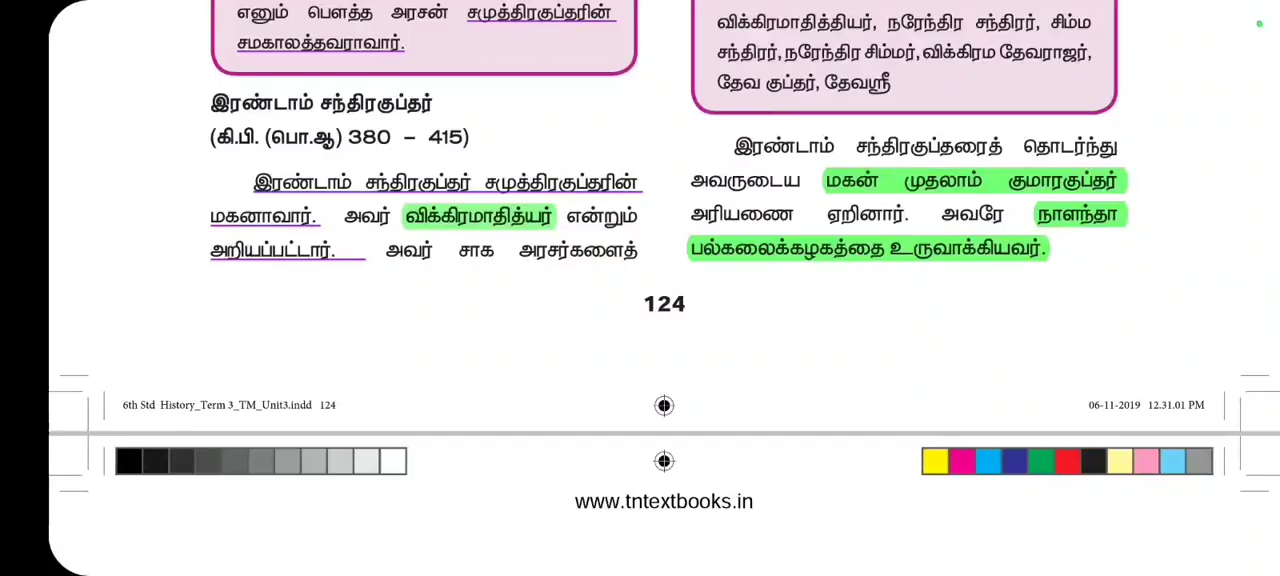 எனும் பௌத்த அரசன் சமுத்திரகுப்தரின்
சமகாலத்தவராவார்.
இரண்டாம் சந்திரகுப்தர்
(கி.பி. (பொ.ஆ) 380 – 415)
இரண்டாம் சந்திரகுப்தர் சமுத்திரகுப்தரின்
மகனாவார். அவர் விக்கிரமாதித்யர் என்றும்
அறியப்பட்டார். அவர் சாக அரசர்களைத்
விக்கிரமாதித்தியர், நரேந்திர சந்திரர், சிம்ம
சந்திரர், நரேந்திர சிம்மர், விக்கிரம தேவராஜர்,
தேவ குப்தர், தேவஸ்ரீ
இரண்டாம் சந்திரகுப்தரைத் தொடர்ந்து
அவருடைய மகன் முதலாம் குமாரகுப்தர்
அரியணை ஏறினார். அவரே நாளந்தா
பல்கலைக்கழகத்தை உருவாக்கியவர்.
124
6th Std History_Term 3_TM_Unit3.indd 124
06-11-2019 12.31.01 PM
www.tntextbooks.in